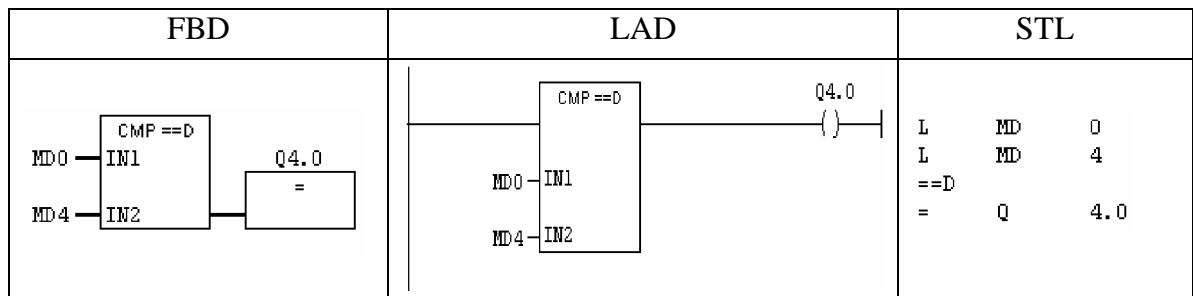 FBD
LAD
STL
CMP ==D
MD0 IN1
Q4.0
=
MD4 IN2
CMP ==D
Q4.0
( )
MD0 IN1
MD4 IN2
L MD 0
L MD 4
==D
= Q 4.0